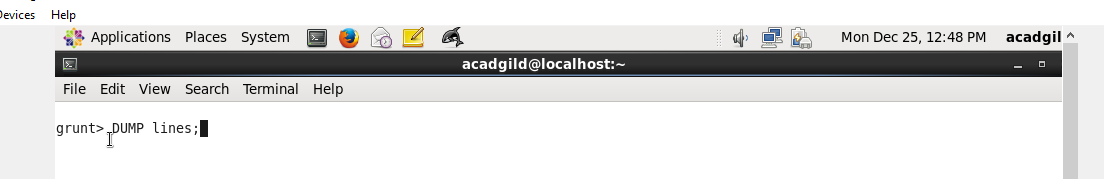 Devices Help
Applications Places System Mon Dec 25, 12:48 PM acadgil
acadgild@localhost:~
File Edit View Search Terminal Help
grunt> DUMP lines;